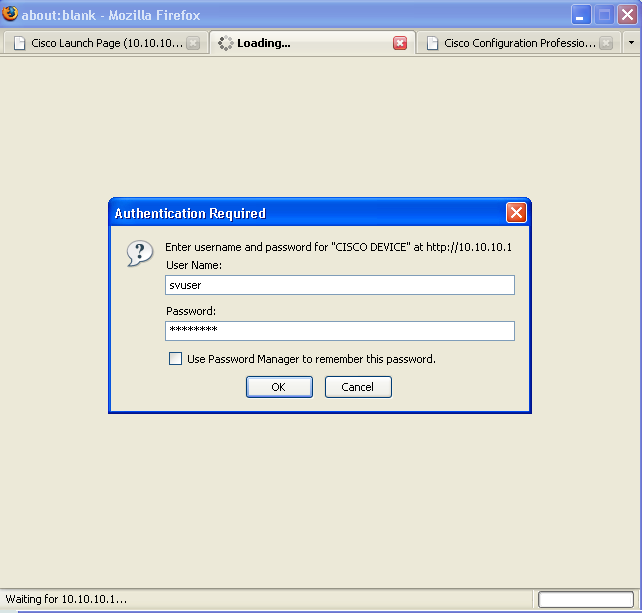 about:blank - Mozilla Firefox
Cisco Launch Page (10.10.10...
Loading...
Cisco Configuration Professio...
Authentication Required
Enter username and password for "CISCO DEVICE" at http://10.10.10.1
User Name:
svuser
Password:
********
Use Password Manager to remember this password.
OK
Cancel
Waiting for 10.10.10.1...